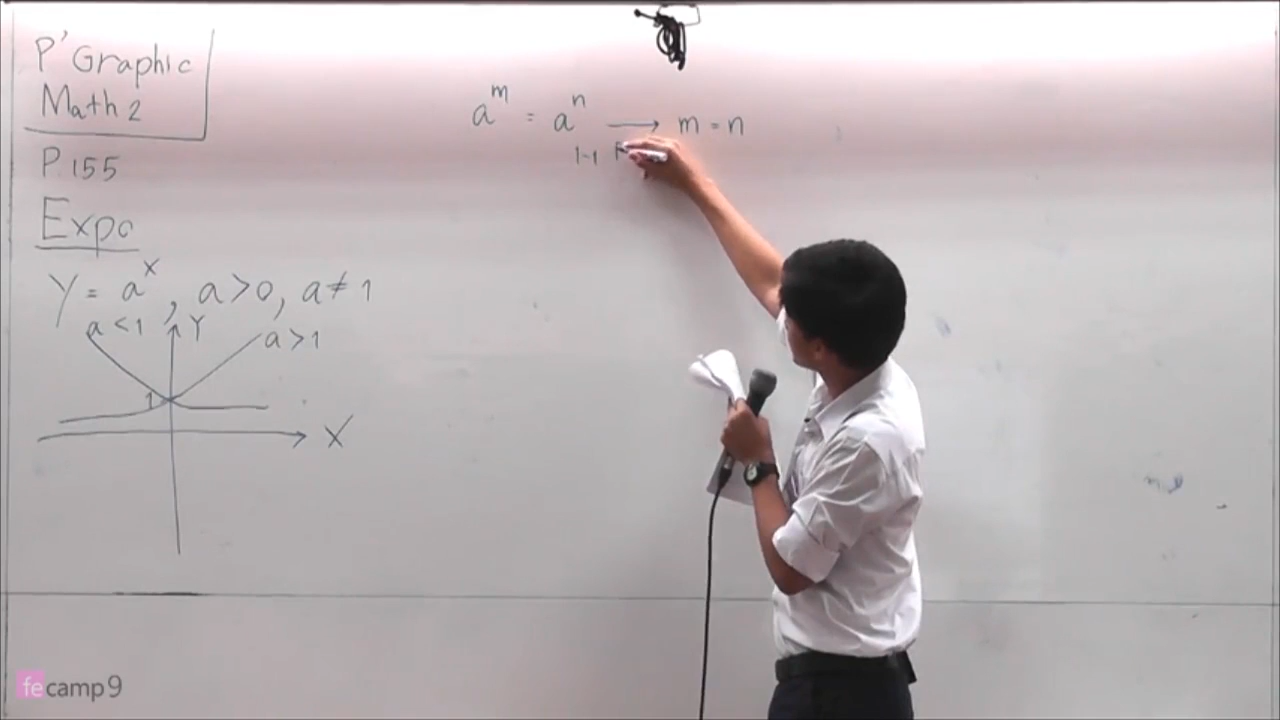 P' Graphic
Math 2
P.155
Expo
Y = a^x , a > 0, a ≠ 1
a < 1
Y
a > 1
1
X
a^m = a^n → m = n
1-1
fecamp9